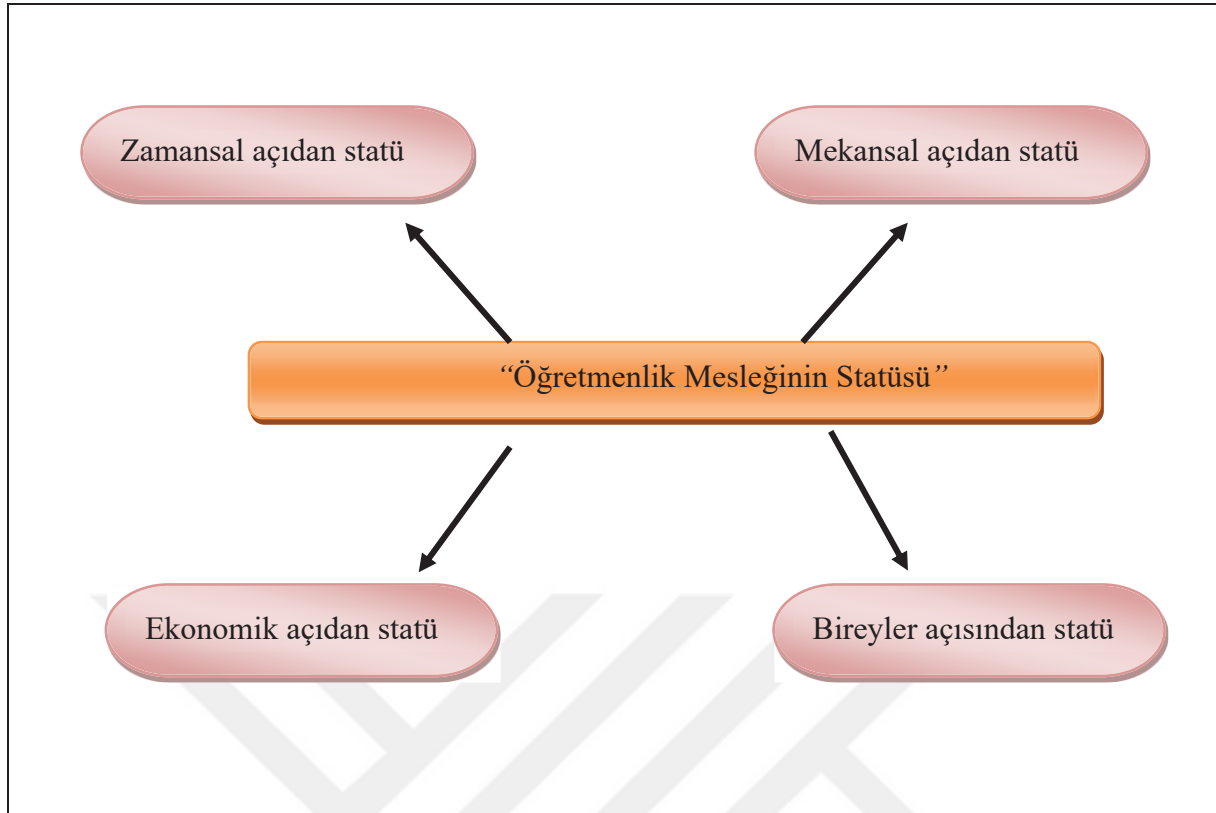 Zamansal açıdan statü
Mekansal açıdan statü
“Öğretmenlik Mesleğinin Statüsü”
Ekonomik açıdan statü
Bireyler açısından statü